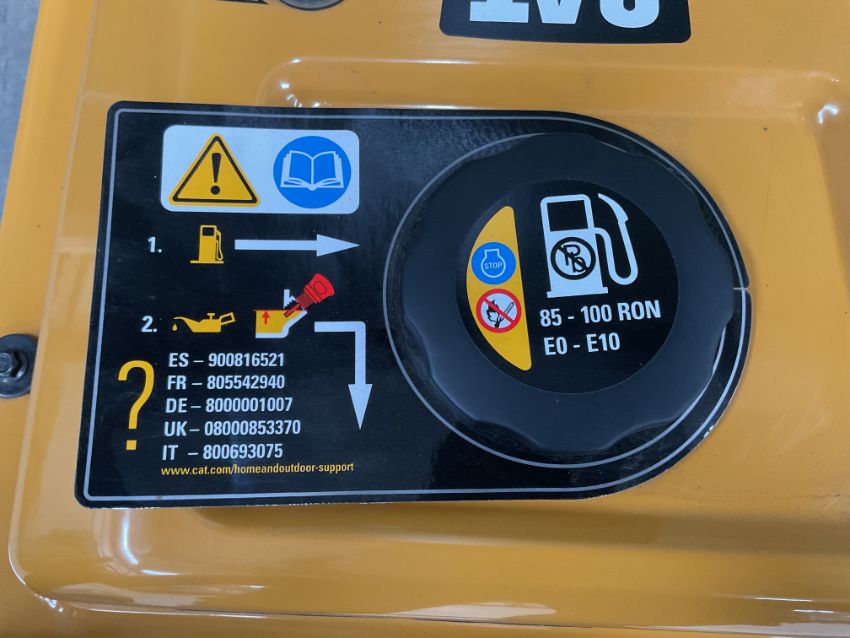 CAT
1.
2.
ES – 900816521
FR – 805542940
DE – 8000001007
UK– 08000853370
IT – 800693075
?
www.cat.com/homeandoutdoor-support
STOP
Pb
85 - 100 RON
E0 - E10